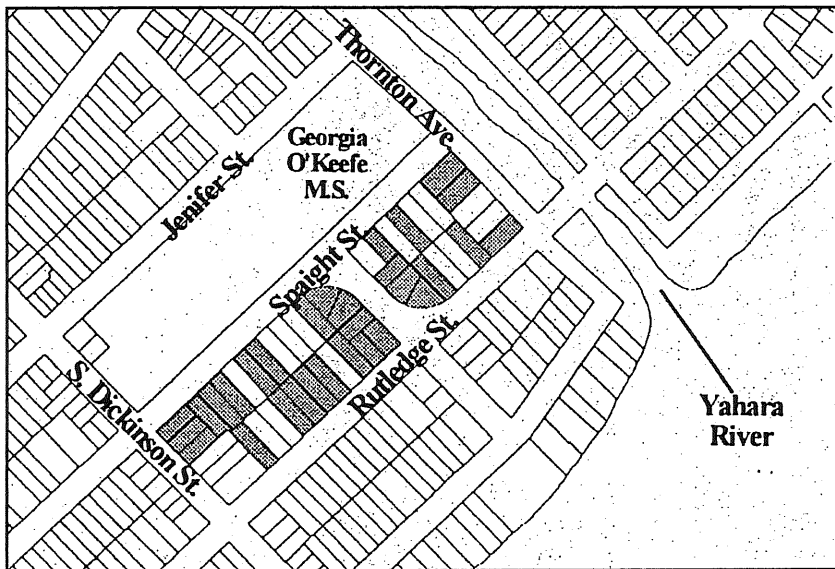 Thornton Ave.
Georgia
O'Keefe
M.S.
Jenifer St.
Spaight St.
S. Dickinson St.
Rutledge St.
Yahara
River